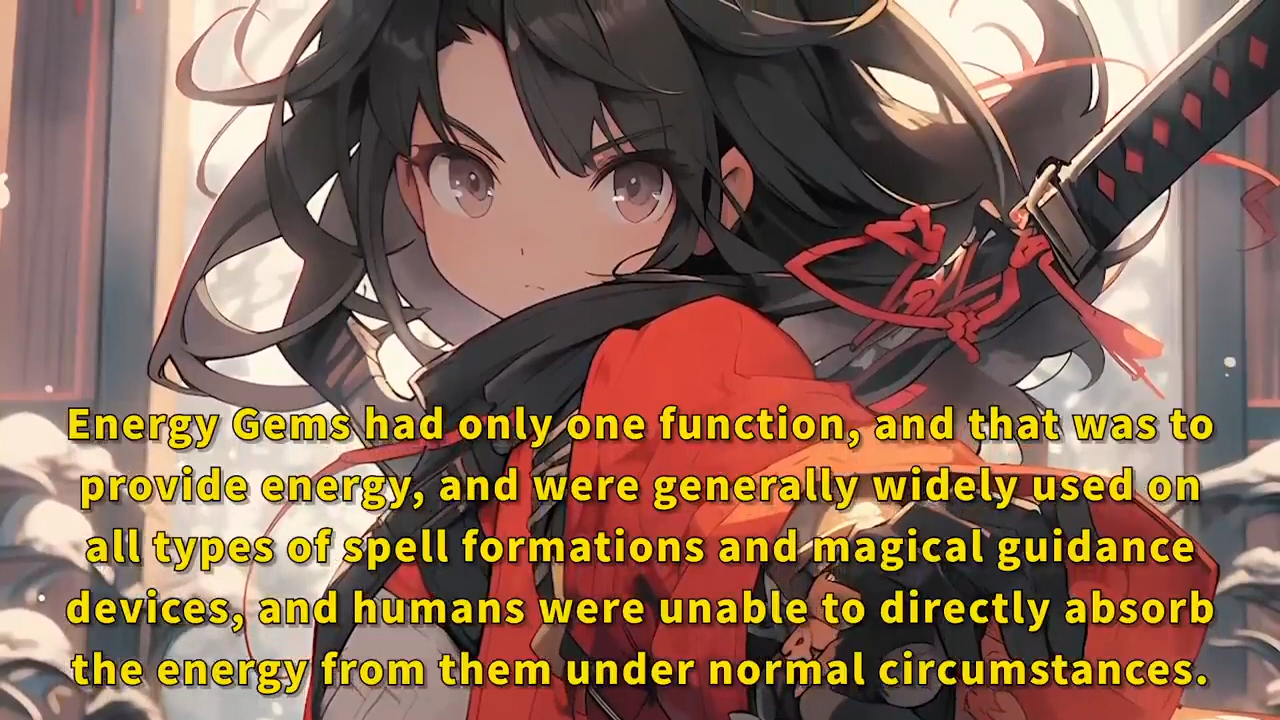 Energy Gems had only one function, and that was to
provide energy, and were generally widely used on
all types of spell formations and magical guidance
devices, and humans were unable to directly absorb
the energy from them under normal circumstances.